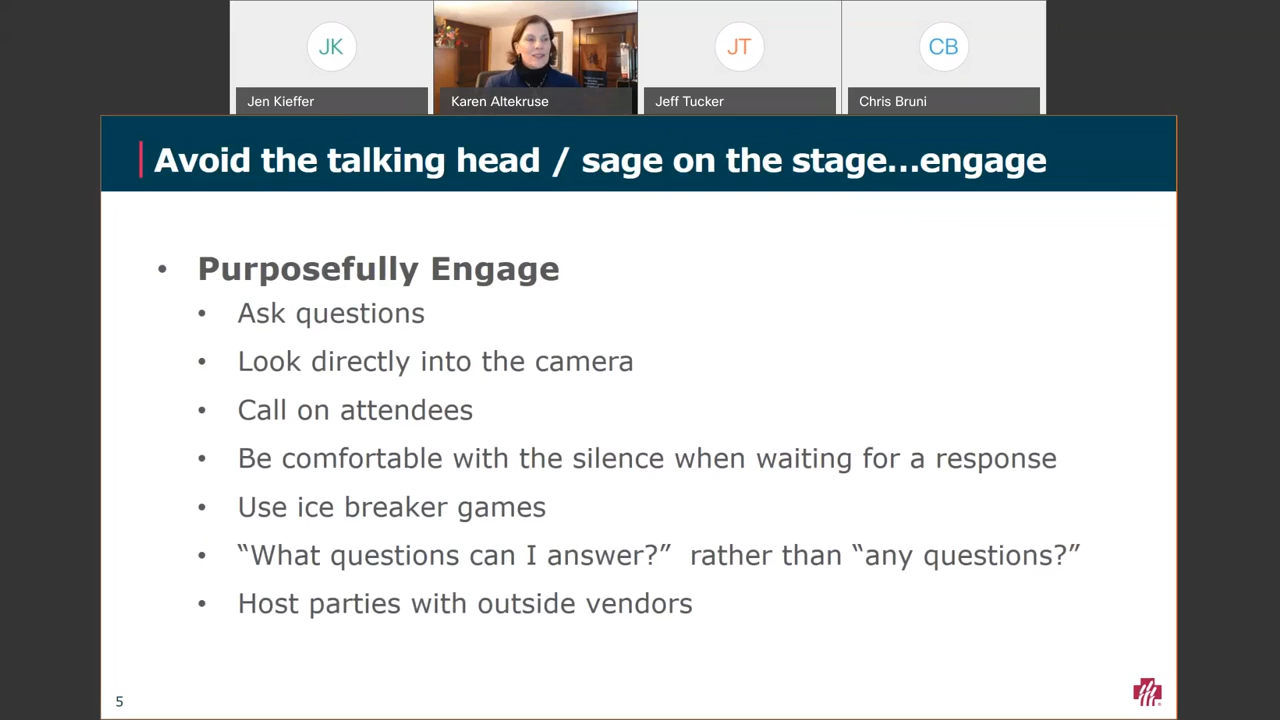 JK
JT
CB
Jen Kieffer
Karen Altekruse
Jeff Tucker
Chris Bruni
Avoid the talking head / sage on the stage...engage
• Purposefully Engage
• Ask questions
• Look directly into the camera
• Call on attendees
• Be comfortable with the silence when waiting for a response
• Use ice breaker games
• “What questions can I answer?” rather than “any questions?”
• Host parties with outside vendors
5